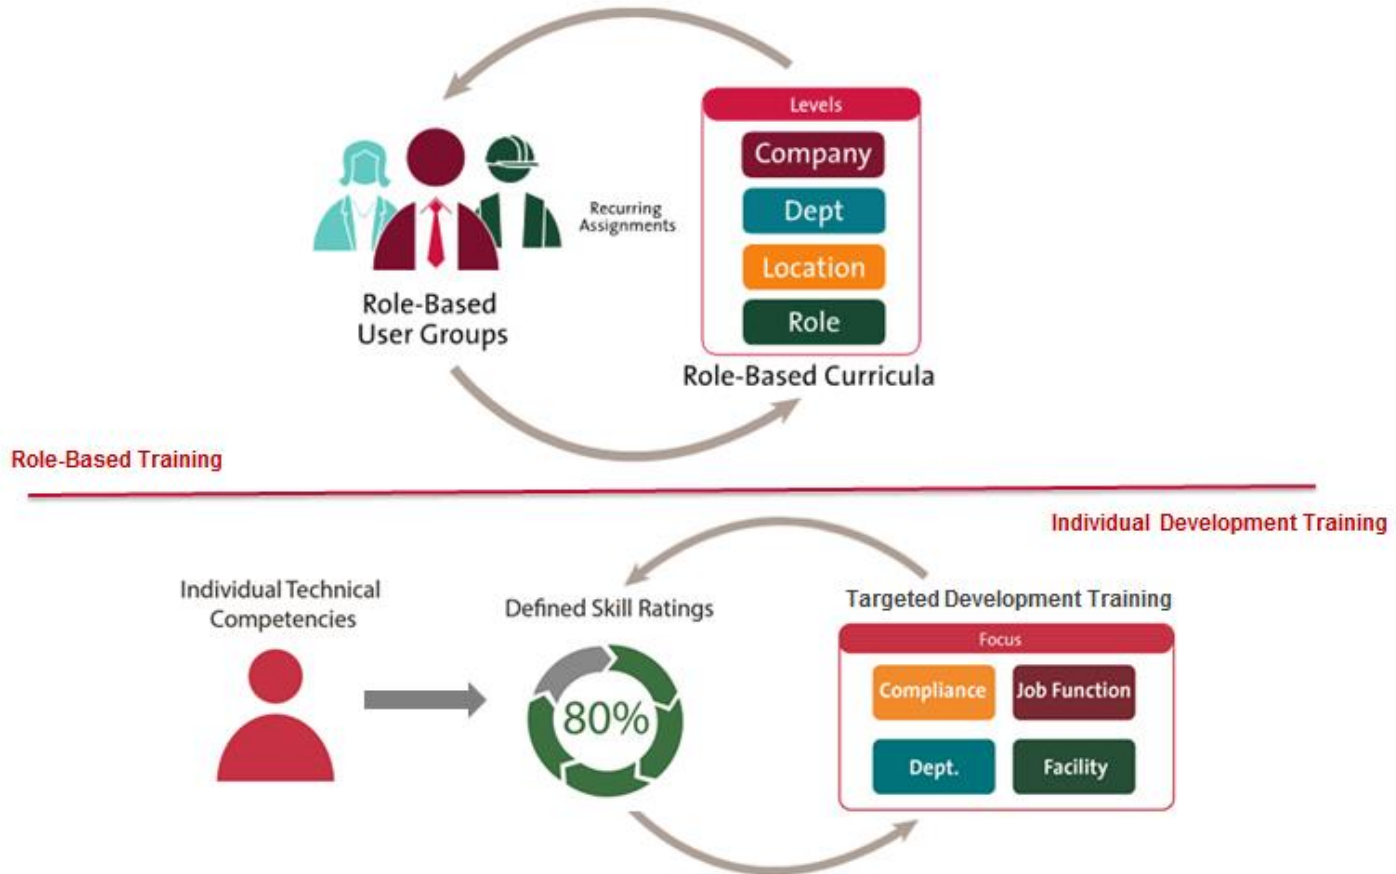 Levels
Company
Dept
Location
Role
Recurring
Assignments
Role-Based
User Groups
Role-Based Curricula
Role-Based Training
Individual Development Training
Individual Technical
Competencies
Defined Skill Ratings
80%
Targeted Development Training
Focus
Compliance
Job Function
Dept.
Facility